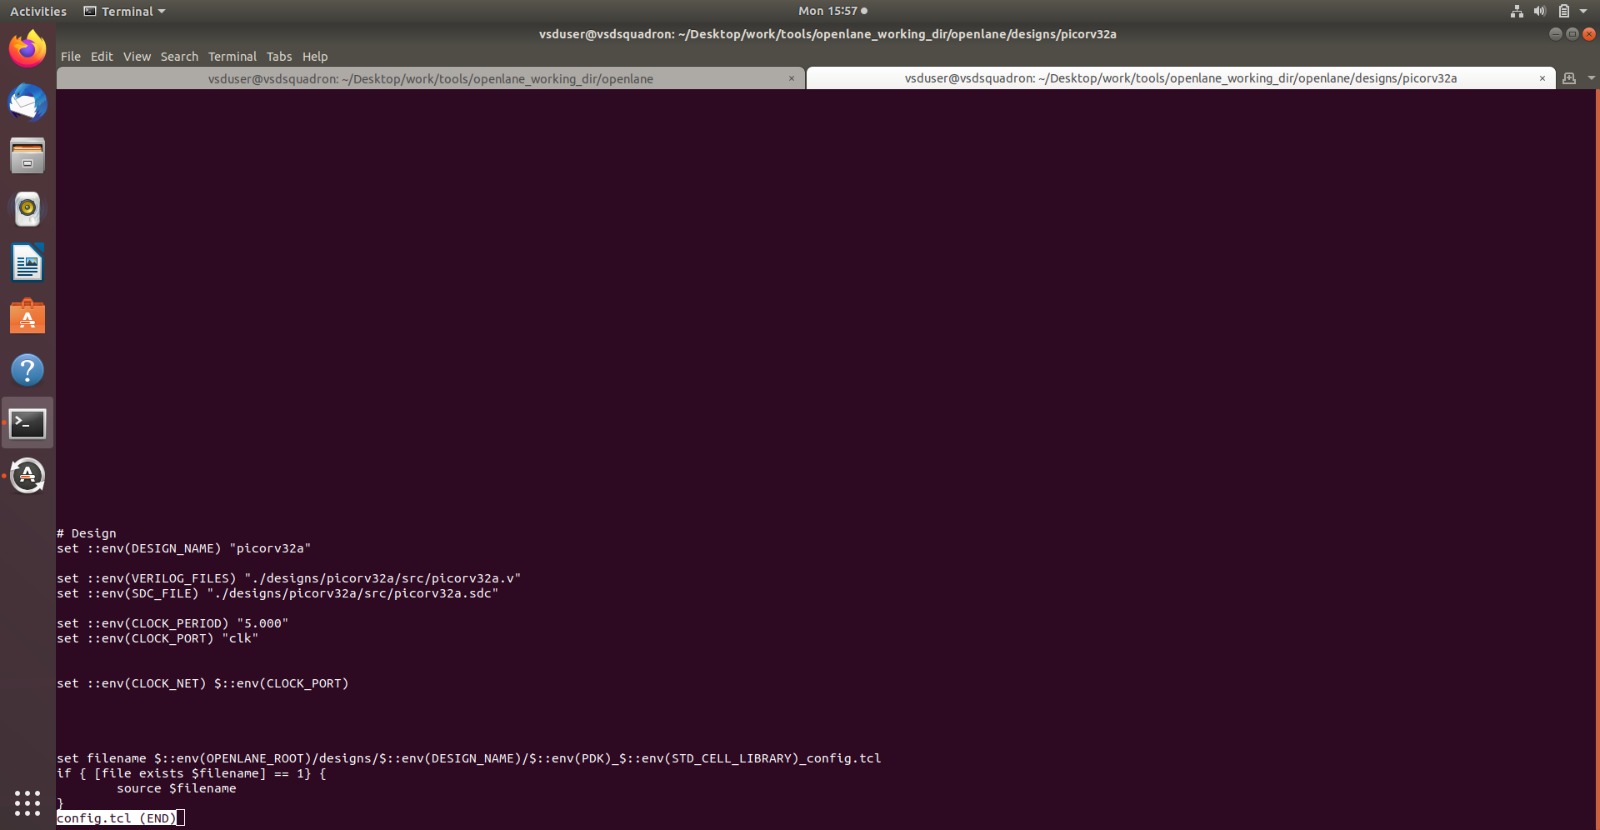 Activities Terminal Mon 15:57
vsduser@vsdsquadron: ~/Desktop/work/tools/openlane_working_dir/openlane/designs/picorv32a
File Edit View Search Terminal Tabs Help
vsduser@vsdsquadron: ~/Desktop/work/tools/openlane_working_dir/openlane × vsduser@vsdsquadron: ~/Desktop/work/tools/openlane_working_dir/openlane/designs/picorv32a ×
# Design
set ::env(DESIGN_NAME) "picorv32a"
set ::env(VERILOG_FILES) "./designs/picorv32a/src/picorv32a.v"
set ::env(SDC_FILE) "./designs/picorv32a/src/picorv32a.sdc"
set ::env(CLOCK_PERIOD) "5.000"
set ::env(CLOCK_PORT) "clk"
set ::env(CLOCK_NET) $::env(CLOCK_PORT)
set filename $::env(OPENLANE_ROOT)/designs/$::env(DESIGN_NAME)/$::env(PDK)_$::env(STD_CELL_LIBRARY)_config.tcl
if { [file exists $filename] == 1} {
        source $filename
}
config.tcl (END)